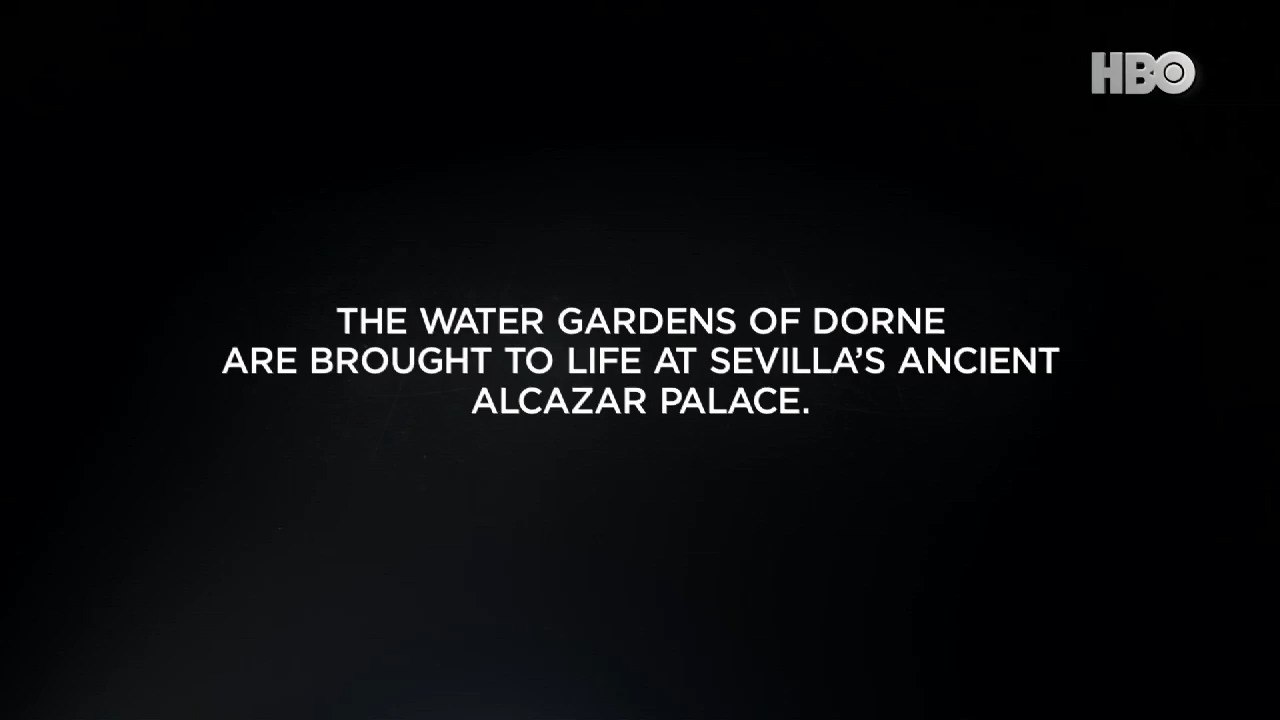 HBO
THE WATER GARDENS OF DORNE
ARE BROUGHT TO LIFE AT SEVILLA'S ANCIENT
ALCAZAR PALACE.